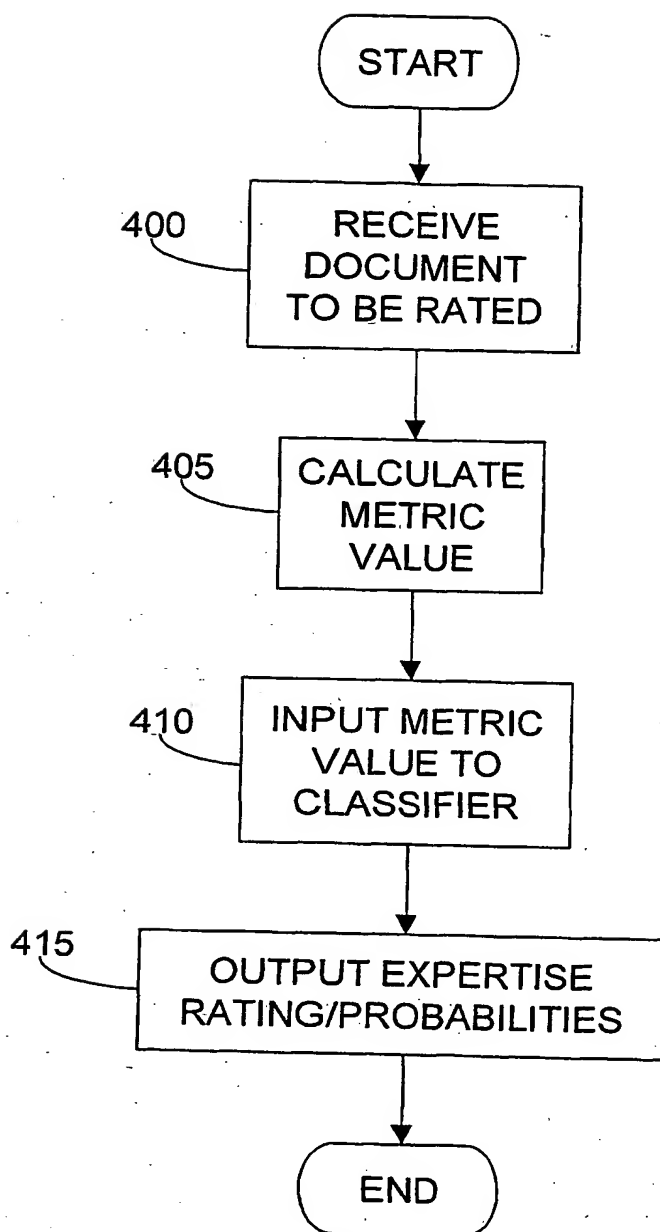 START
400
RECEIVE
DOCUMENT
TO BE RATED
405
CALCULATE
METRIC
VALUE
410
INPUT METRIC
VALUE TO
CLASSIFIER
415
OUTPUT EXPERTISE
RATING/PROBABILITIES
END